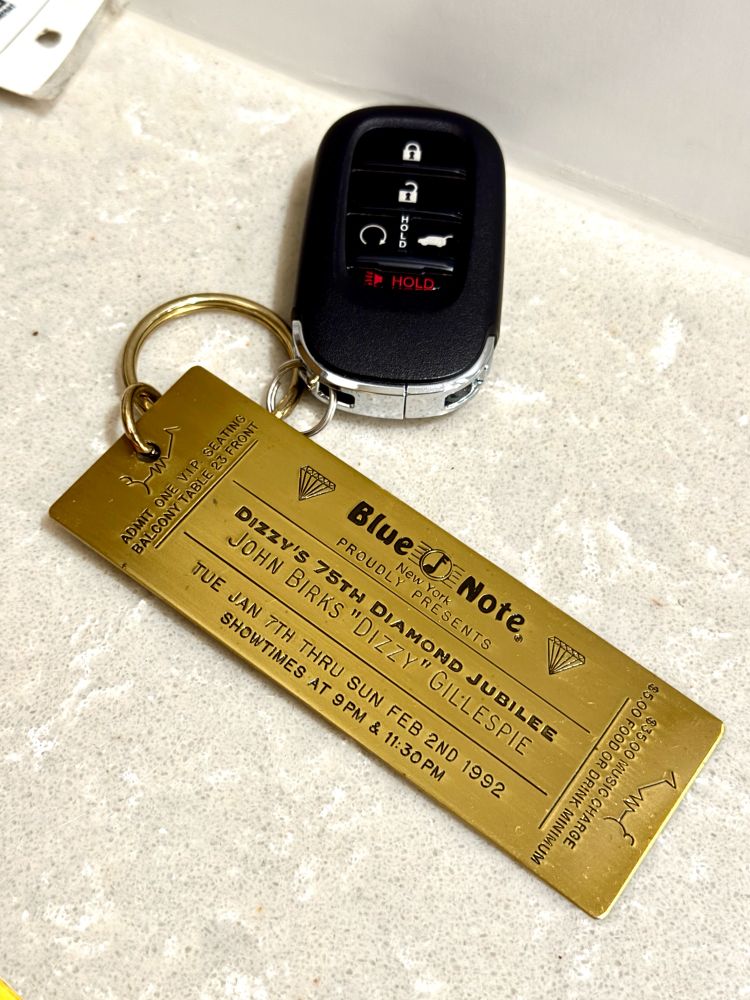 HOLD
HOLD
ADMIT ONE V.I.P. SEATING
BALCONY TABLE 23 FRONT
Blue Note®
New York
PROUDLY PRESENTS
DIZZY'S 75TH DIAMOND JUBILEE
JOHN BIRKS "DIZZY" GILLESPIE
TUE JAN 7TH THRU SUN FEB 2ND 1992
SHOWTIMES AT 9PM & 11:30PM
$35.00 MUSIC CHARGE
$5.00 FOOD OR DRINK MINIMUM